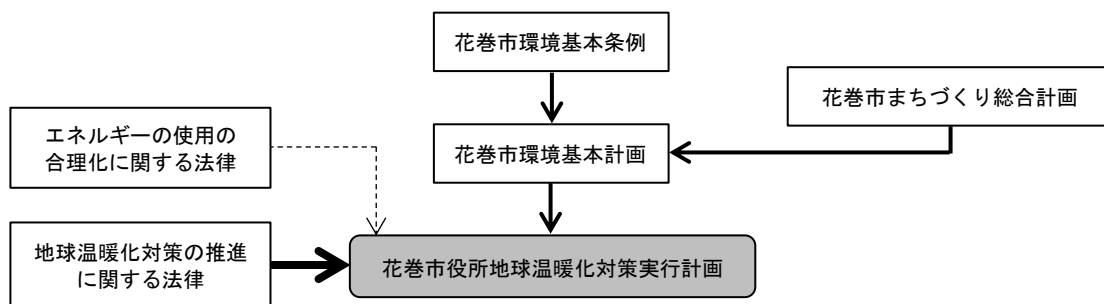 花巻市環境基本条例
花巻市まちづくり総合計画
エネルギーの使用の
合理化に関する法律
花巻市環境基本計画
地球温暖化対策の推進
に関する法律
花巻市役所地球温暖化対策実行計画